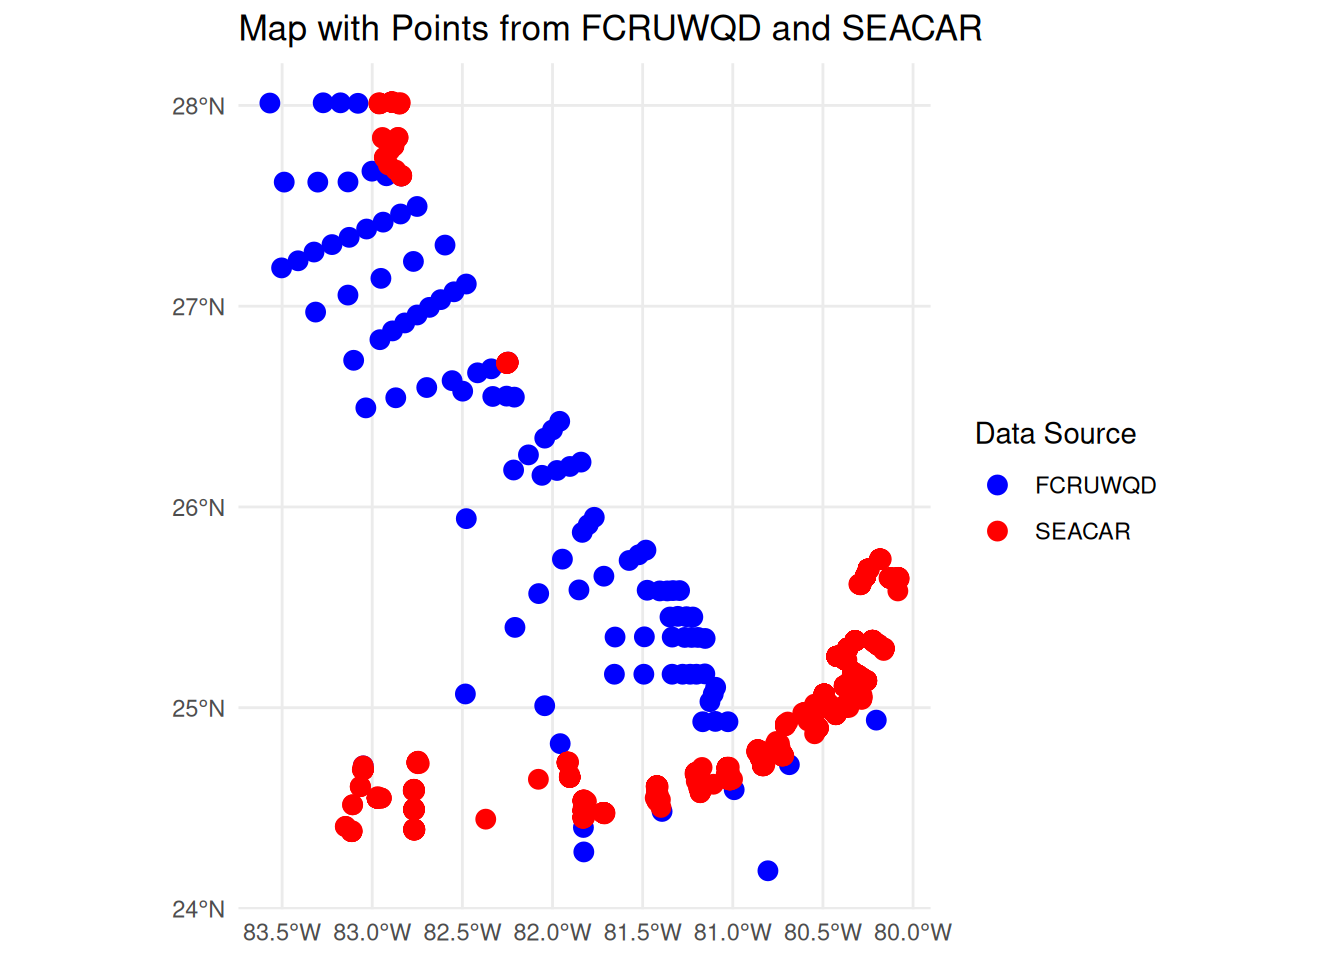 Map with Points from FCRUWQD and SEACAR
28°N
27°N
26°N
25°N
24°N
83.5°W 83.0°W 82.5°W 82.0°W 81.5°W 81.0°W 80.5°W 80.0°W
Data Source
FCRUWQD
SEACAR